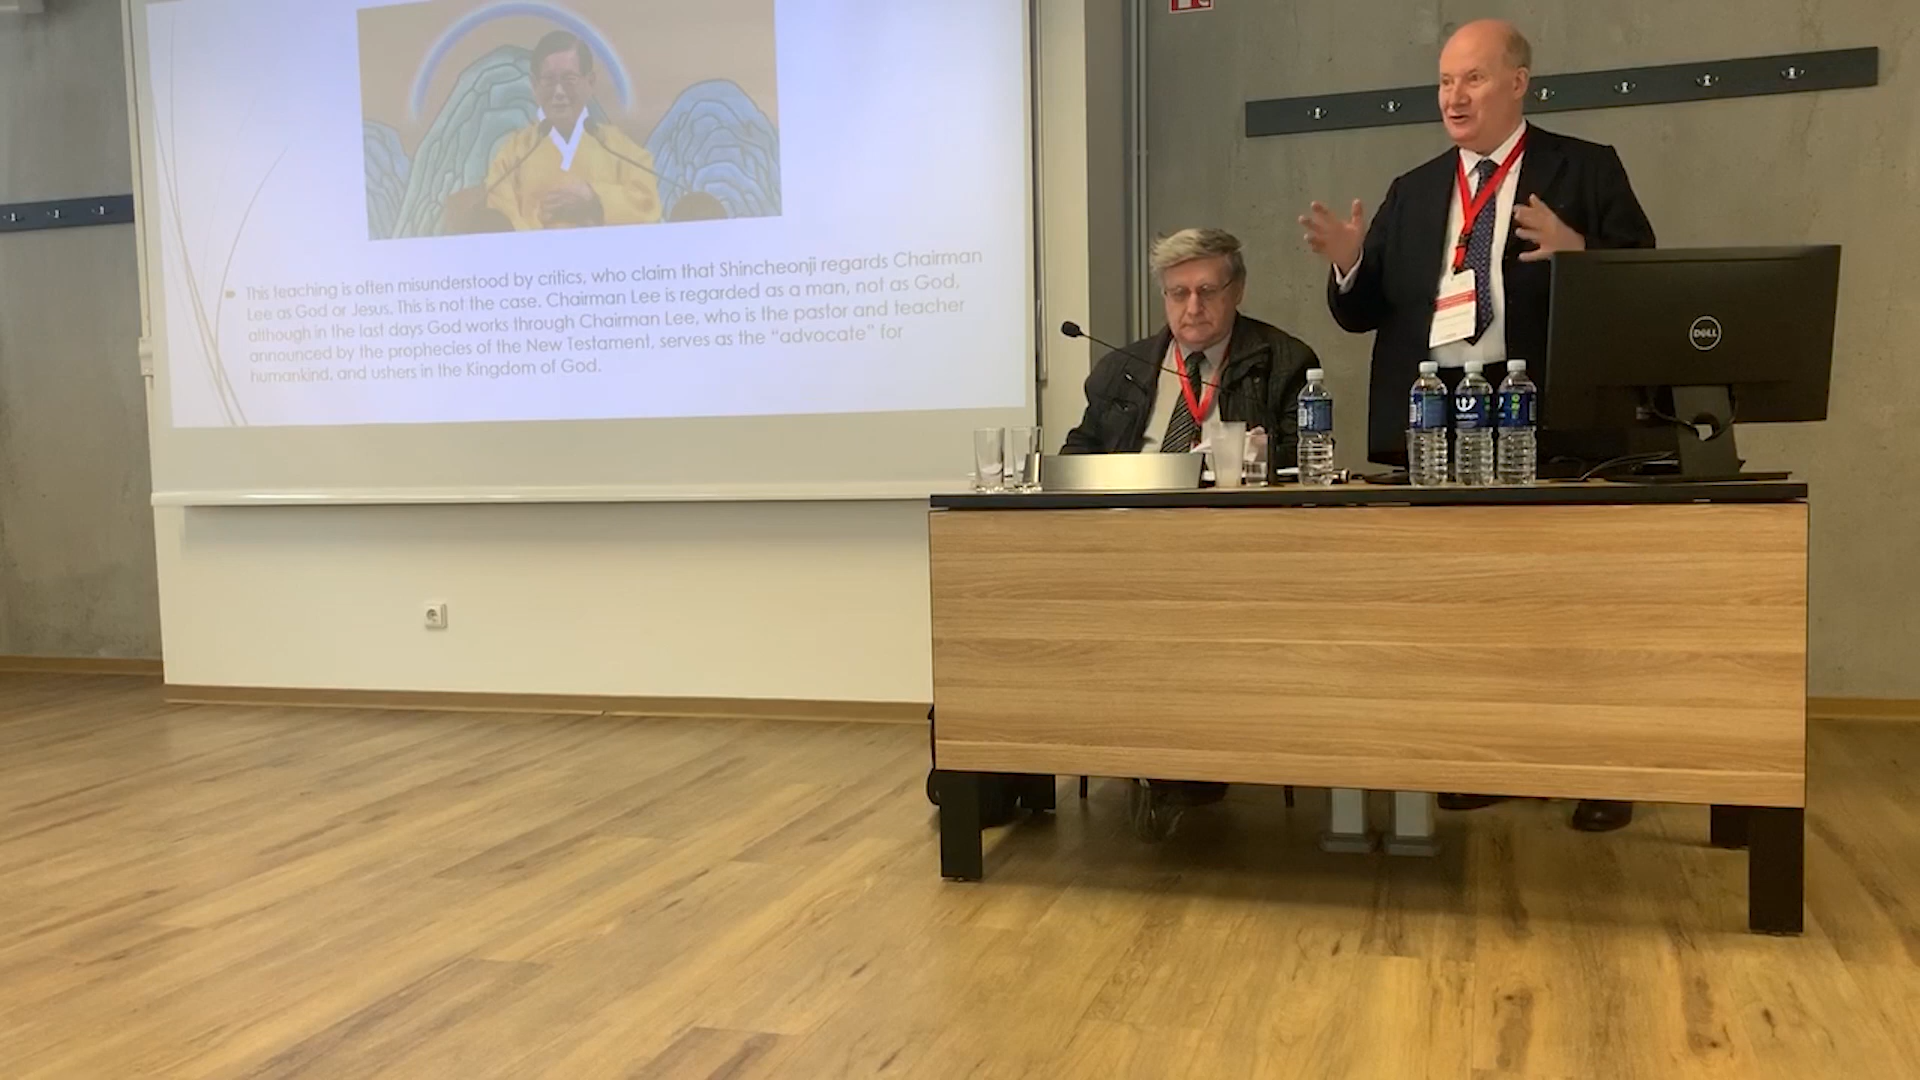 This teaching is often misunderstood by critics, who claim that Shincheonji regards Chairman
Lee as God or Jesus. This is not the case. Chairman Lee is regarded as a man, not as God,
although in the last days God works through Chairman Lee, who is the pastor and teacher
announced by the prophecies of the New Testament, serves as the “advocate” for
humankind, and ushers in the Kingdom of God.
DELL